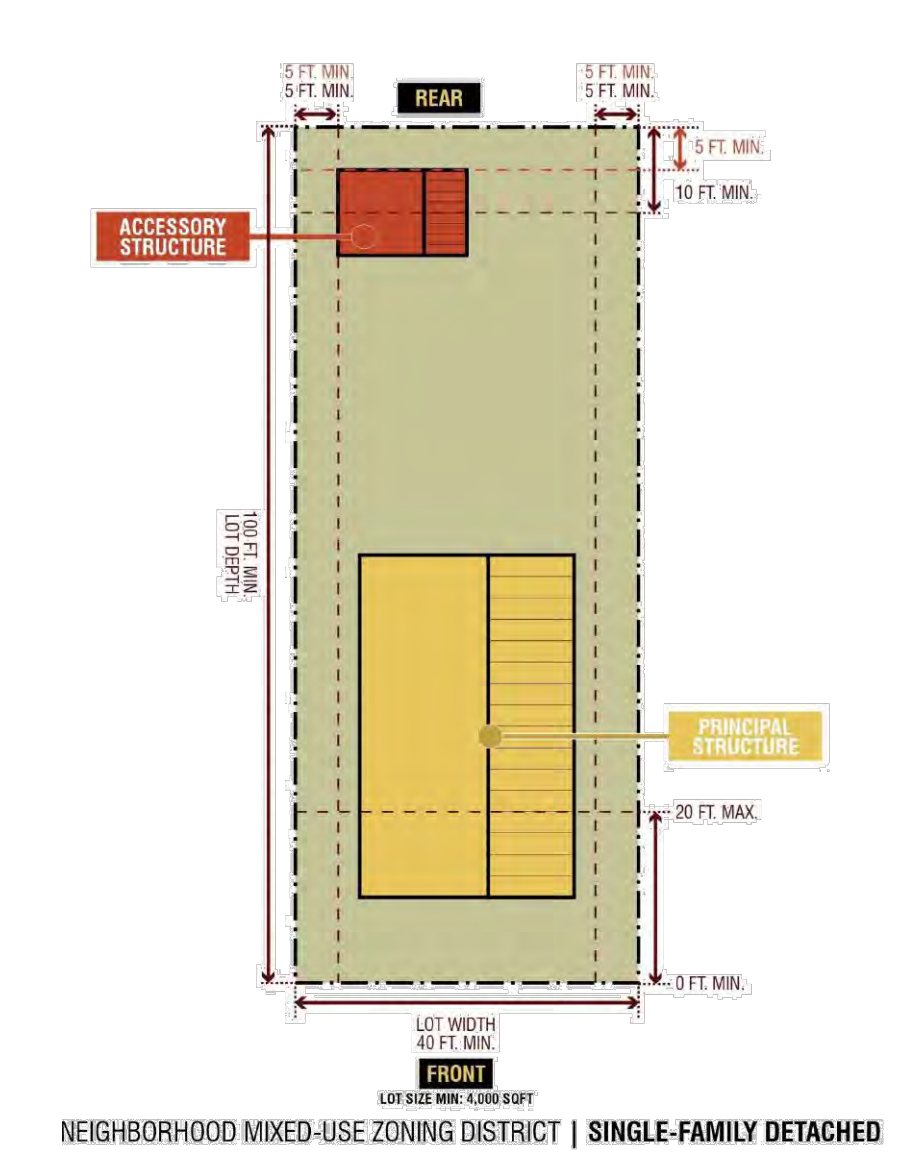 5 FT. MIN.
5 FT. MIN.
REAR
5 FT. MIN.
5 FT. MIN.
5 FT. MIN.
10 FT. MIN.
ACCESSORY
STRUCTURE
100 FT. MIN.
LOT DEPTH
PRINCIPAL
STRUCTURE
20 FT. MAX.
0 FT. MIN.
LOT WIDTH
40 FT. MIN.
FRONT
LOT SIZE MIN: 4,000 SQFT
NEIGHBORHOOD MIXED-USE ZONING DISTRICT | SINGLE-FAMILY DETACHED